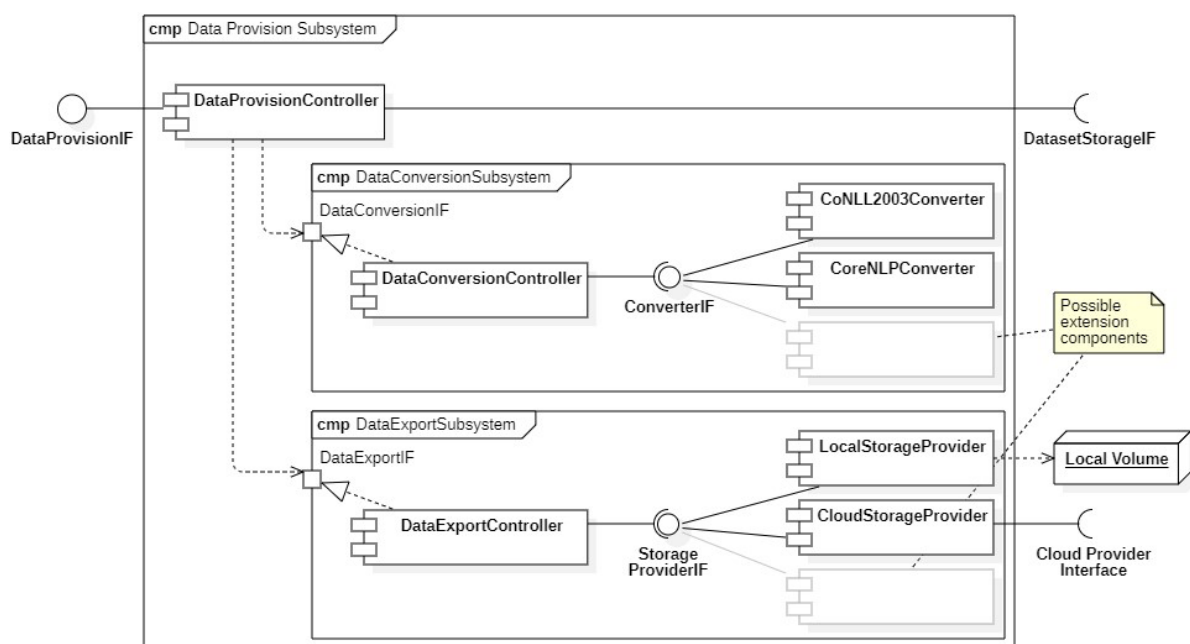 cmp Data Provision Subsystem
DataProvisionController
DataProvisionIF
DatasetStorageIF
cmp DataConversionSubsystem
DataConversionIF
CoNLL2003Converter
DataConversionController
CoreNLPConverter
ConverterIF
Possible
extension
components
cmp DataExportSubsystem
DataExportIF
LocalStorageProvider
Local Volume
DataExportController
CloudStorageProvider
Storage
ProviderIF
Cloud Provider
Interface